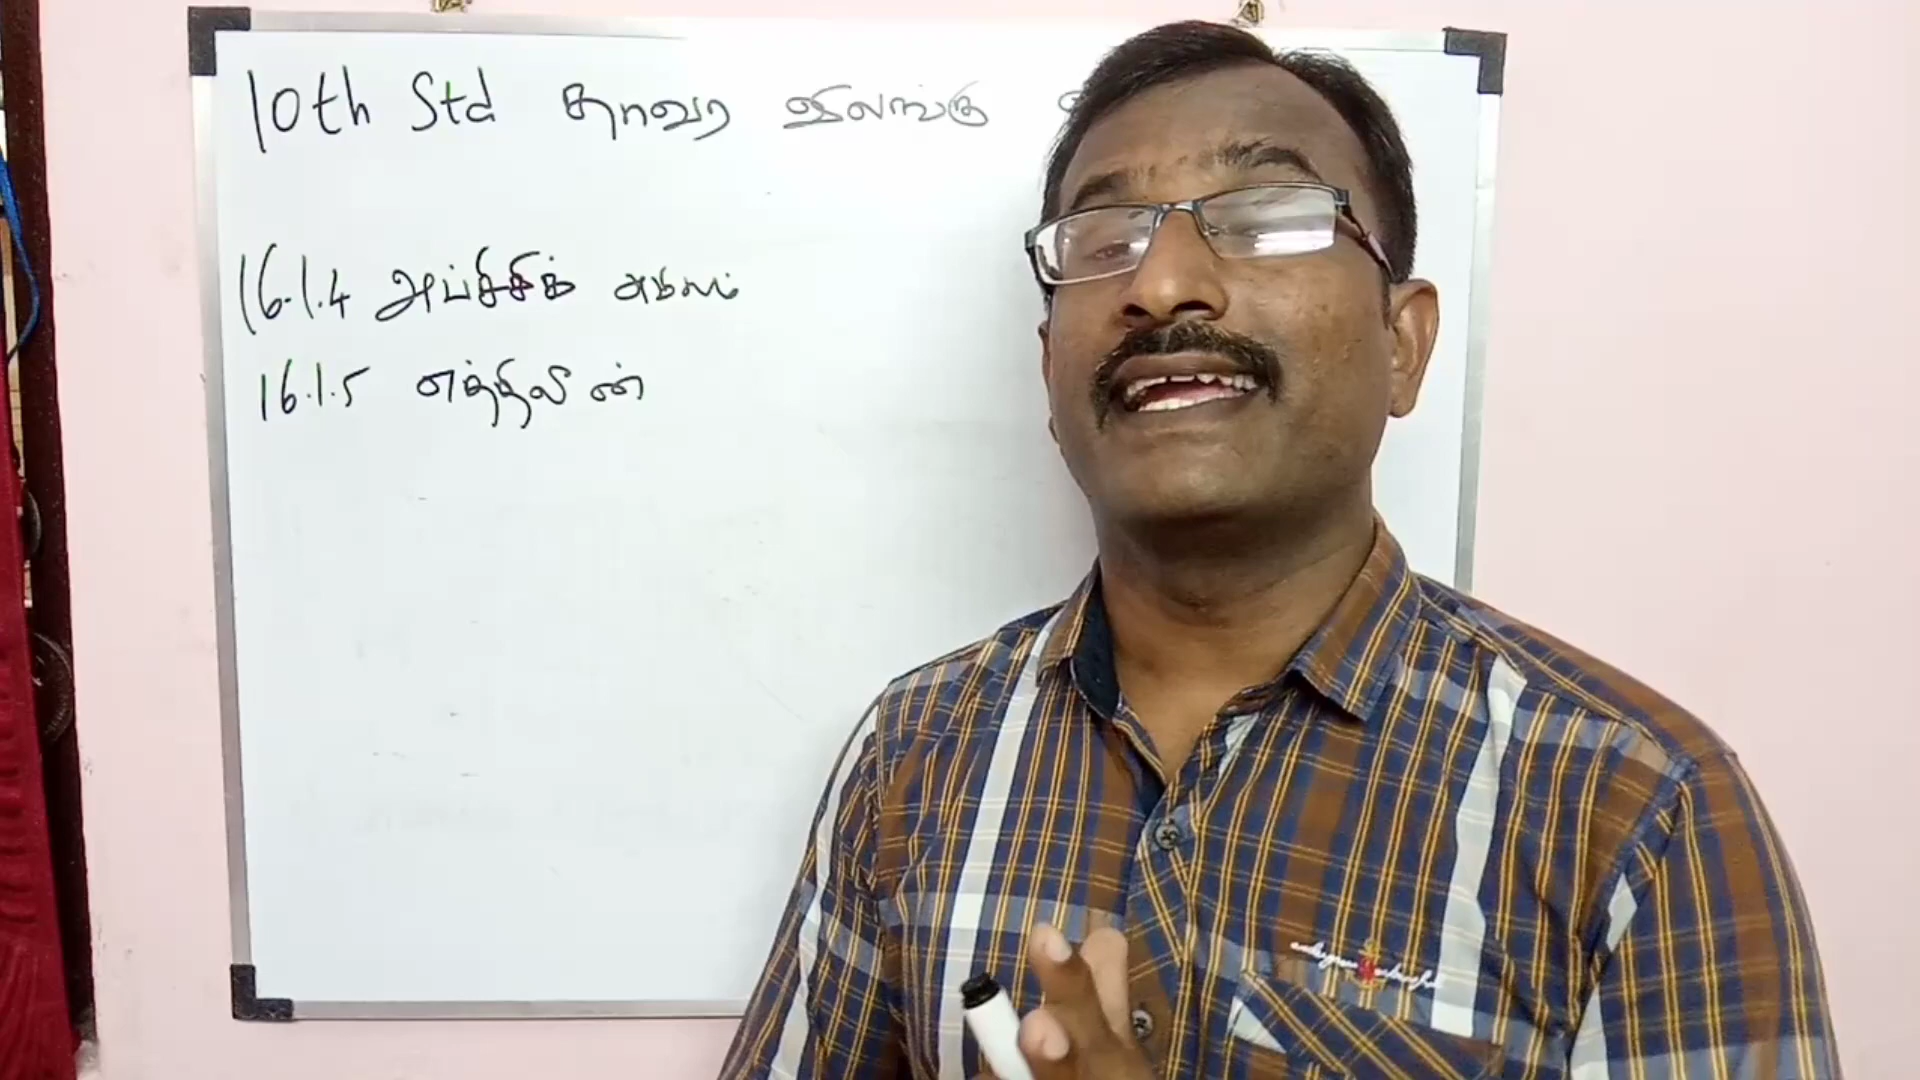 10th Std தாவர விலங்கு
16.1.4 அப்சிசிக் அமிலம்
16.1.5 எத்திலின்